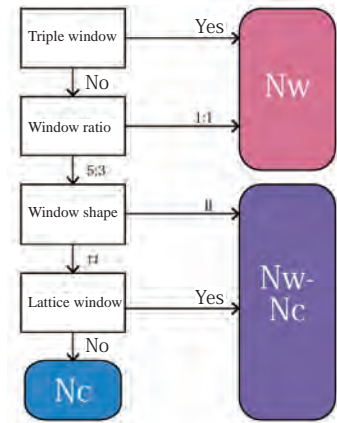 Triple window
Yes
Nw
No
Window ratio
1:1
5:3
Window shape
II
Nw-
Nc
Lattice window
Yes
No
Nc